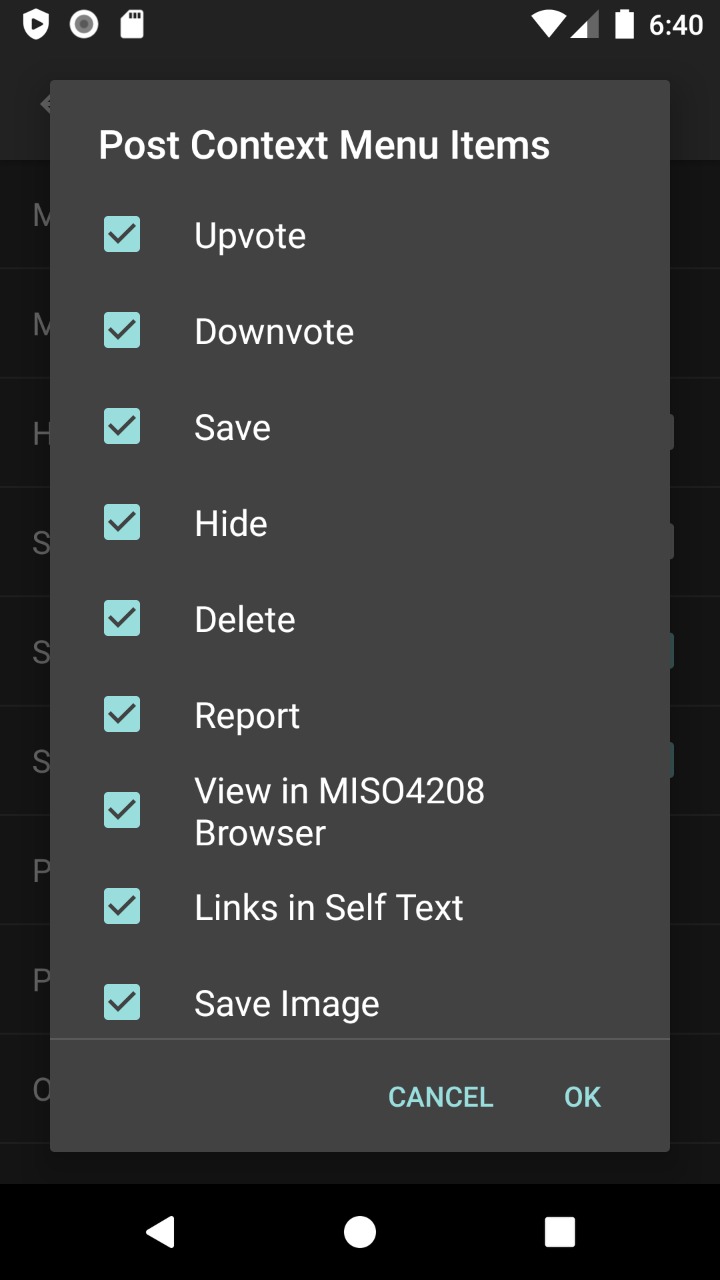 6:40
Post Context Menu Items
Upvote
Downvote
Save
Hide
Delete
Report
View in MISO4208
Browser
Links in Self Text
Save Image
CANCEL
OK